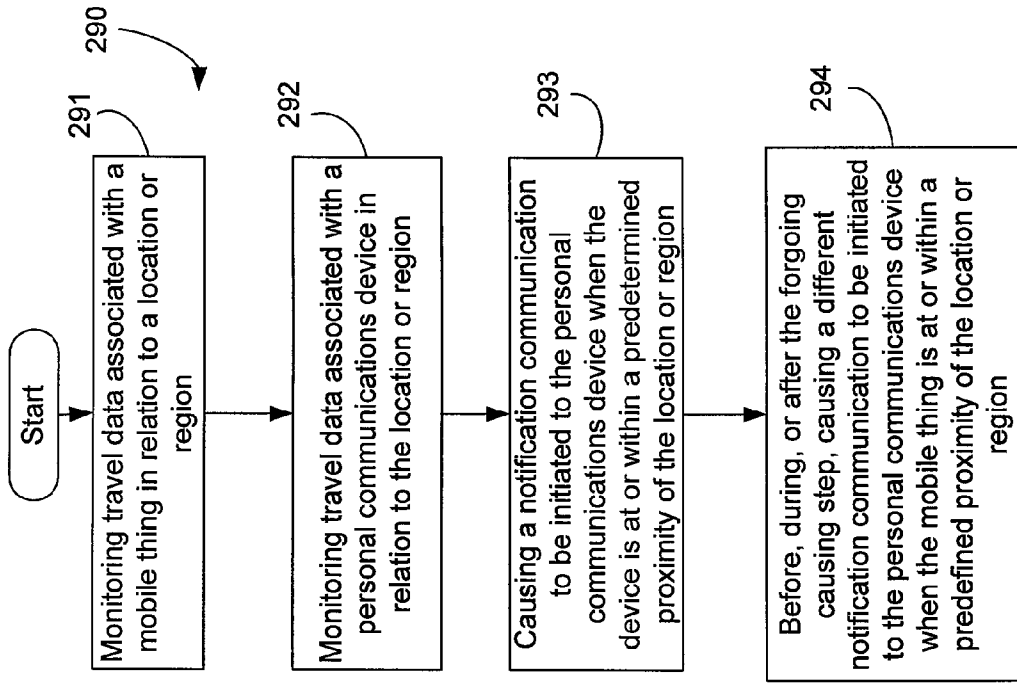 Start
290
291
Monitoring travel data associated with a
mobile thing in relation to a location or
region
292
Monitoring travel data associated with a
personal communications device in
relation to the location or region
293
Causing a notification communication
to be initiated to the personal
communications device when the
device is at or within a predetermined
proximity of the location or region
294
Before, during, or after the forgoing
causing step, causing a different
notification communication to be initiated
to the personal communications device
when the mobile thing is at or within a
predefined proximity of the location or
region